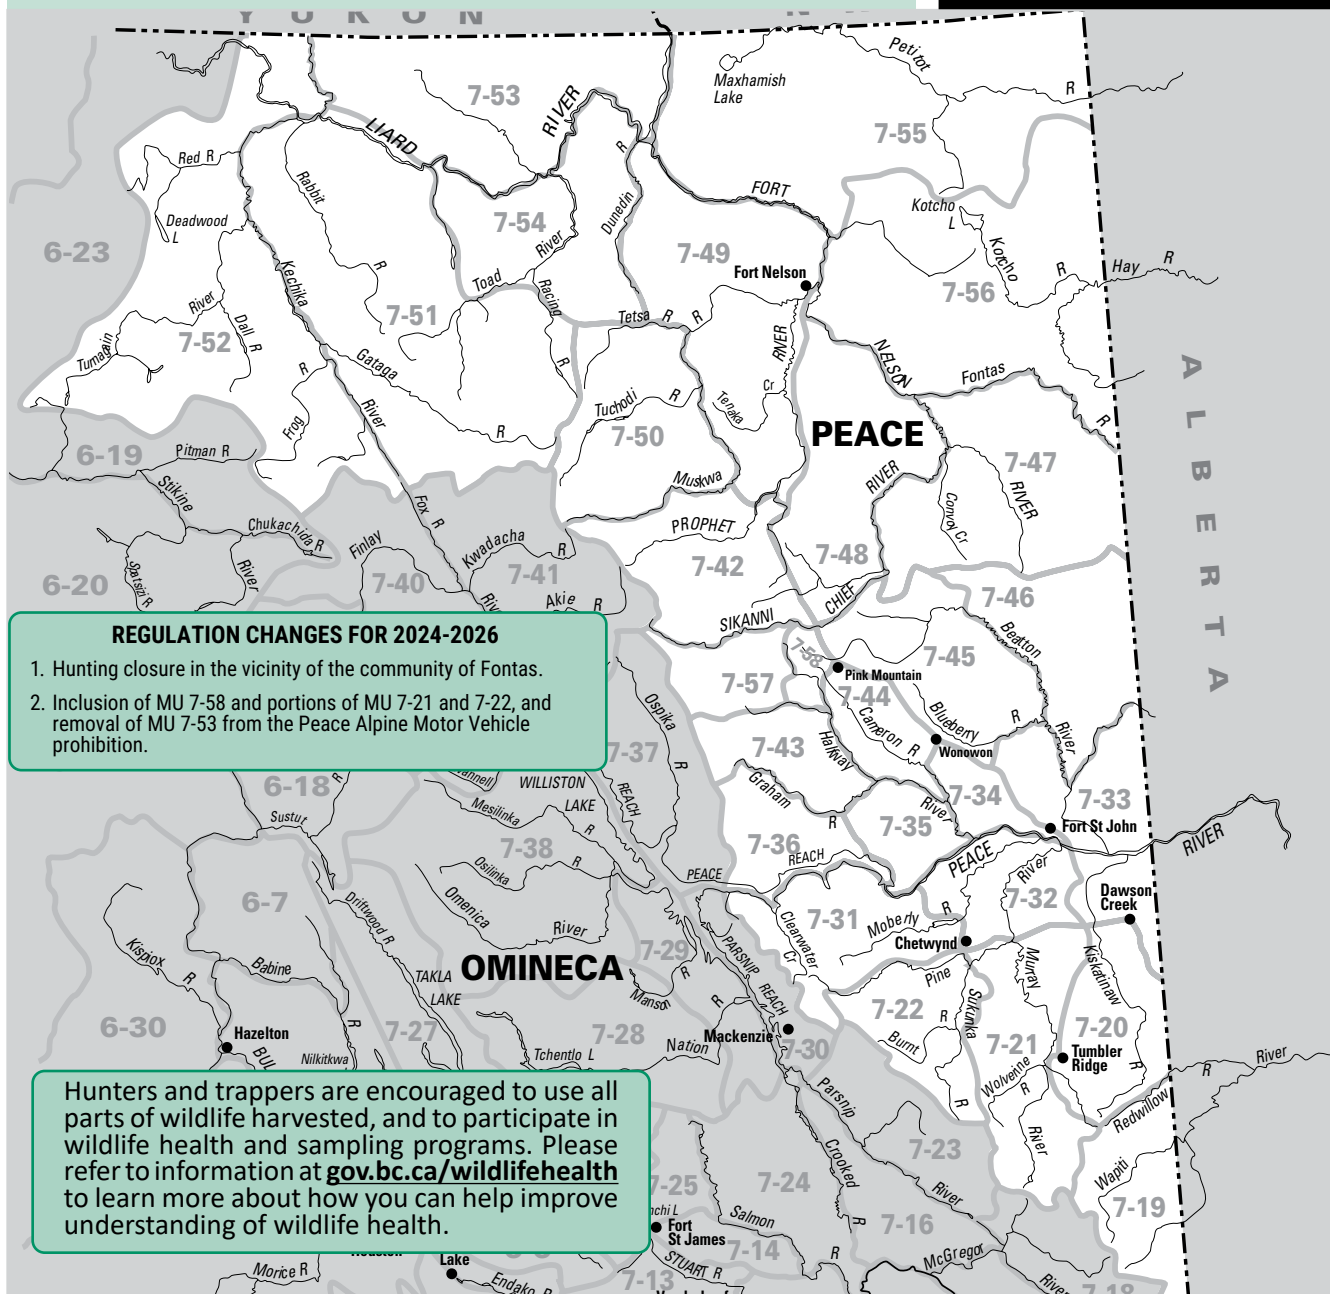 YUKON
N
Petitot
R
Maxhamish
Lake
7-53
RIVER
LIARD
7-55
Red R
Rabbit
R
Dunedin
R
FORT
Kotcho
L
Deadwood
L
7-54
6-23
River
7-49
Kotcho
R
Hay R
Kechika
Toad
Fort Nelson
Racing
7-56
River
7-51
Tetsa R
R
7-52
Dall R
RIVER
Turnagain
R
Gataga
R
NELSON
Fontas
R
ALBERTA
Cr
Tenaka
Tuchodi R
River
Frog
R
7-50
PEACE
6-19
Pitman R
7-47
Muskwa
RIVER
RIVER
Stikine
Fox R
Conroy Cr
Chukachida R
PROPHET
Finlay
Kwadacha R
7-48
7-42
6-20
Spatsizi R
River
7-40
7-41
Akie R
7-46
CHIEF
SIKANNI
Beatton
REGULATION CHANGES FOR 2024-2026
1. Hunting closure in the vicinity of the community of Fontas.
2. Inclusion of MU 7-58 and portions of MU 7-21 and 7-22, and
removal of MU 7-53 from the Peace Alpine Motor Vehicle
prohibition.
7-58
7-45
Pink Mountain
7-57
7-44
Ospika
R
Cameron R
Blueberry
R
River
7-37
7-43
Halfway
Wonowon
6-18
R
WILLISTON
LAKE
REACH
Graham
R
River
7-34
7-33
Mesilinka
R
Sustut
7-35
Fort St John
7-38
7-36
RIVER
Osilinka R
REACH
PEACE
PEACE
River
6-7
Omenica
River
7-32
Dawson
Creek
Driftwood R
7-31
Moberly R
Clearwater
Cr
Chetwynd
Kispiox
R
7-29
PARSNIP
REACH
Babine
R
OMINECA
Murray
Kiskatinaw
R
TAKLA
LAKE
Pine
Manson
R
Sukunka
R
6-30
7-22
Burnt
R
7-20
Hazelton
7-27
7-28
Mackenzie
7-30
7-21
Tumbler
Ridge
BUL
Nilkitkwa
Tchentlo L
Nation
R
Wolverine
R
River
Redwillow
R
River
Hunters and trappers are encouraged to use all
parts of wildlife harvested, and to participate in
wildlife health and sampling programs. Please
refer to information at gov.bc.ca/wildlifehealth
to learn more about how you can help improve
understanding of wildlife health.
Parsnip
7-23
Crooked
R
7-25
7-24
River
Wapiti
7-19
7-16
Salmon
R
Fort
St James
7-14
STUART R
7-13
McGregor
River
7-18
Lake
Morice R
Endako R